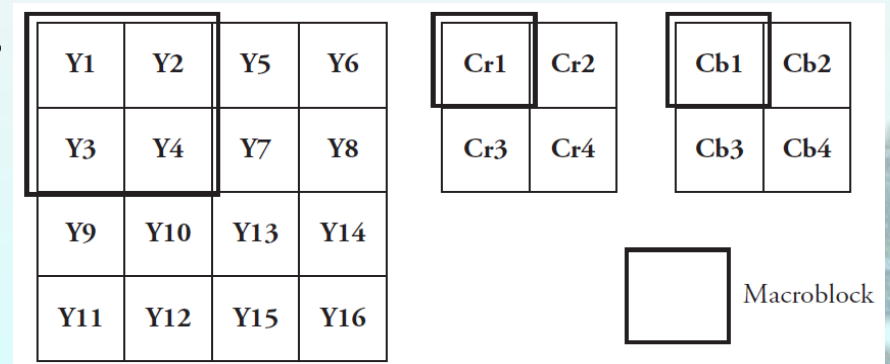 Y1 Y2 Y5 Y6 Cr1 Cr2 Cb1 Cb2
Y3 Y4 Y7 Y8 Cr3 Cr4 Cb3 Cb4
Y9 Y10 Y13 Y14
Macroblock
Y11 Y12 Y15 Y16